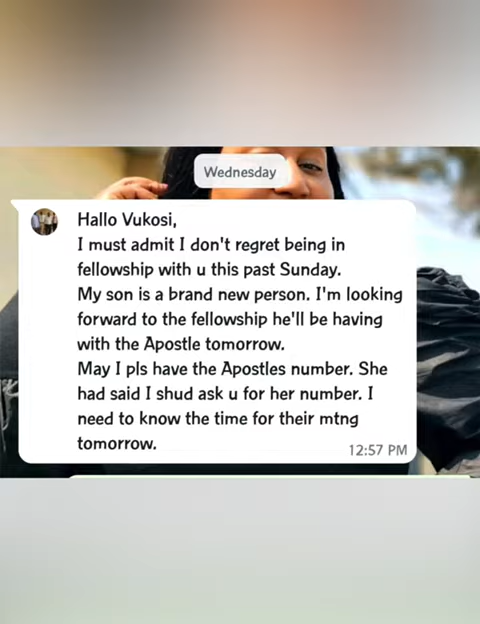 Wednesday
Hallo Vukosi,
I must admit I don't regret being in
fellowship with u this past Sunday.
My son is a brand new person. I'm looking
forward to the fellowship he'll be having
with the Apostle tomorrow.
May I pls have the Apostles number. She
had said I shud ask u for her number. I
need to know the time for their mtng
tomorrow.
12:57 PM